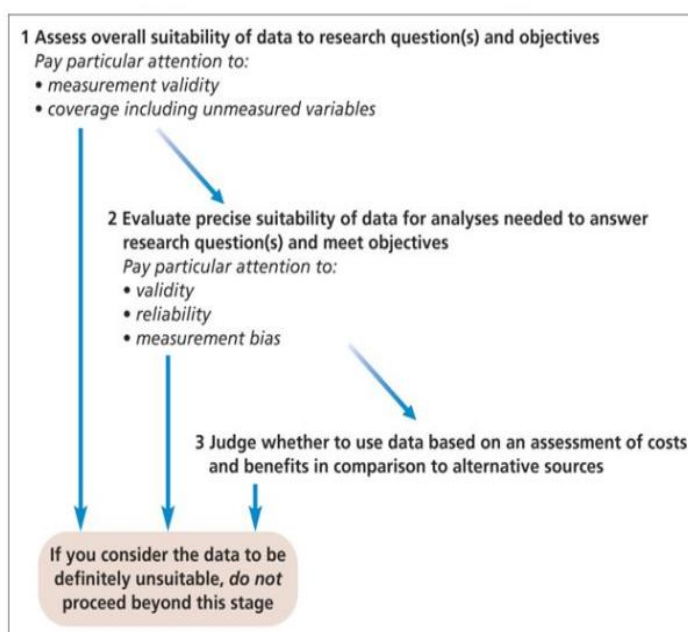 1 Assess overall suitability of data to research question(s) and objectives
Pay particular attention to:
• measurement validity
• coverage including unmeasured variables
2 Evaluate precise suitability of data for analyses needed to answer
research question(s) and meet objectives
Pay particular attention to:
• validity
• reliability
• measurement bias
3 Judge whether to use data based on an assessment of costs
and benefits in comparison to alternative sources
If you consider the data to be
definitely unsuitable, do not
proceed beyond this stage